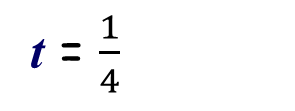 t = 1/4